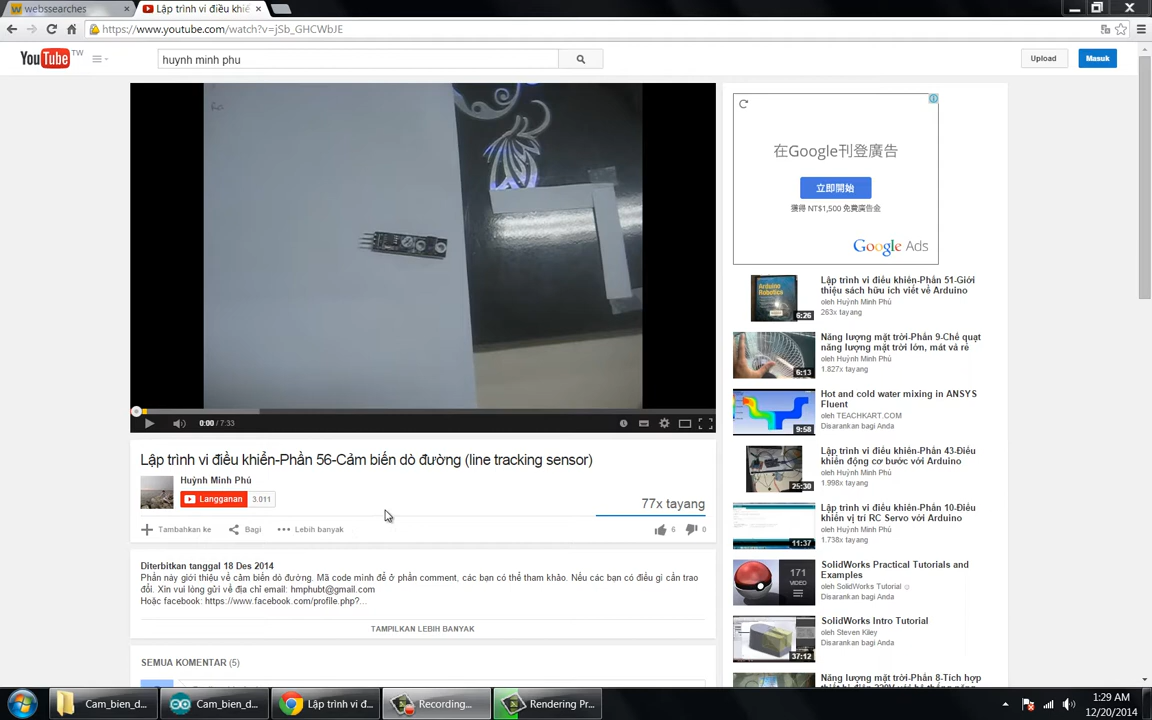 webssearches
Lập trình vi điều khi
https://www.youtube.com/watch?v=jSb_GHCWbJE
YouTube TW
huynh minh phu
Upload
Masuk
在Google刊登廣告
立即開始
獲得 NT$1,500 免費廣告金
Google Ads
0:00 / 7:33
Lập trình vi điều khiển-Phần 56-Cảm biến dò đường (line tracking sensor)
Huỳnh Minh Phú
Langganan 3.011
77x tayang
Tambahkan ke
Bagi
Lebih banyak
6
0
Diterbitkan tanggal 18 Des 2014
Phần này giới thiệu về cảm biến dò đường. Mã code mình để ở phần comment, các bạn có thể tham khảo. Nếu các bạn có điều gì cần trao
đổi. Xin vui lòng gửi về địa chỉ email: hmphubt@gmail.com
Hoặc facebook: https://www.facebook.com/profile.php?...
TAMPILKAN LEBIH BANYAK
SEMUA KOMENTAR (5)
Lập trình vi điều khiển-Phần 51-Giới
thiệu sách hữu ích viết về Arduino
oleh Huỳnh Minh Phú
263x tayang
6:26
Năng lượng mặt trời-Phần 9-Chế quạt
năng lượng mặt trời lớn, mát và rẻ
oleh Huỳnh Minh Phú
1.827x tayang
6:13
Hot and cold water mixing in ANSYS
Fluent
oleh TEACHKART.COM
Disarankan bagi Anda
9:58
Lập trình vi điều khiển-Phần 43-Điều
khiển động cơ bước với Arduino
oleh Huỳnh Minh Phú
1.998x tayang
25:30
Lập trình vi điều khiển-Phần 10-Điều
khiển vị trí RC Servo với Arduino
oleh Huỳnh Minh Phú
1.738x tayang
11:37
SolidWorks Practical Tutorials and
Examples
oleh SolidWorks Tutorial
Disarankan bagi Anda
171
VIDEO
SolidWorks Intro Tutorial
oleh Steven Kiley
Disarankan bagi Anda
37:12
Năng lượng mặt trời-Phần 8-Tích hợp
Cam_bien_d...
Cam_bien_d...
Lập trình vi đ...
Recording...
Rendering Pr...
1:29 AM
12/20/2014